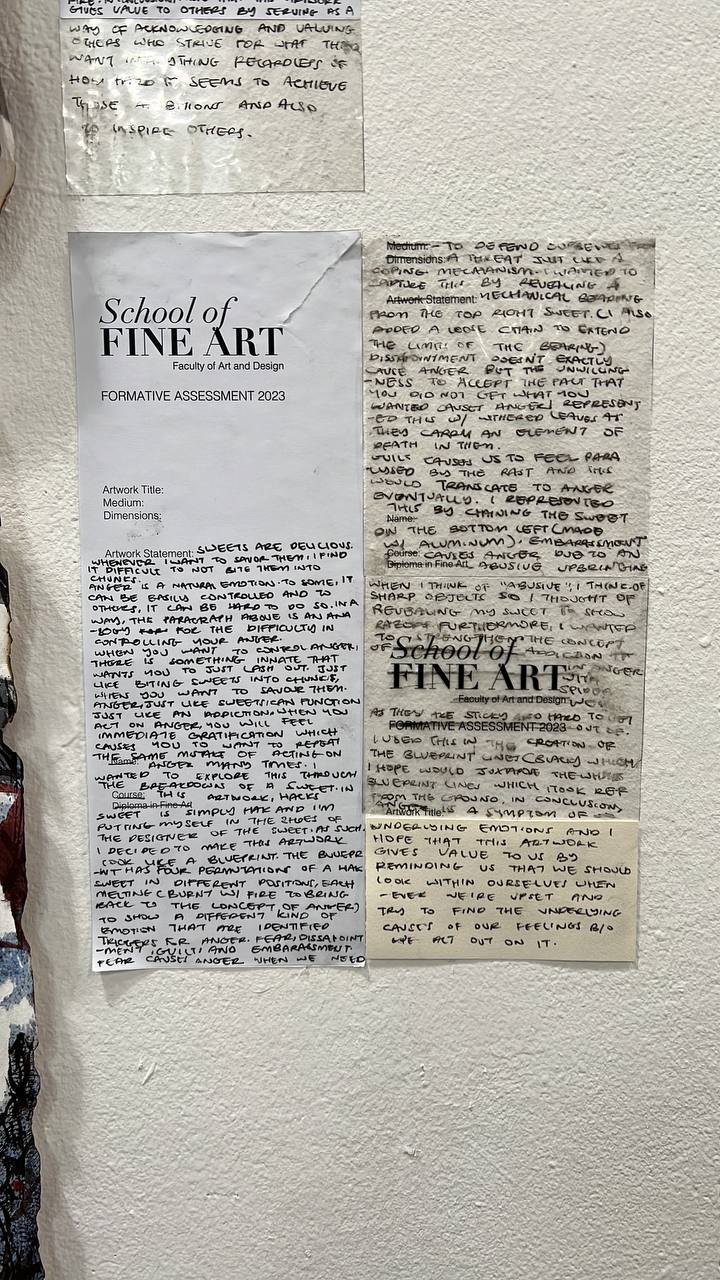 GIVES VALUE TO OTHERS BY SERVING AS A
WAY OF ACKNOWLEDGING AND VALUING
OTHERS WHO STRIVE FOR WHAT THEY
WANT REGARDLESS OF
HOW HARD IT SEEMS TO ACHIEVE
THOSE AND ALSO
TO INSPIRE OTHERS.
School of
FINE ART
Faculty of Art and Design
FORMATIVE ASSESSMENT 2023
Artwork Title:
Medium:
Dimensions:
Artwork Statement: SWEETS ARE DELICIOUS.
WHENEVER I WANT TO SAVOR THEM, I FIND
IT DIFFICULT TO NOT BITE THEM INTO
CHUNKS.
ANGER IS A NATURAL EMOTION. TO SOME, IT
CAN BE EASILY CONTROLLED AND TO
OTHERS, IT CAN BE HARD TO DO SO. IN A
WAY, THE PARAGRAPH ABOVE IS AN ANA
-LOGY FOR THE DIFFICULTY IN
CONTROLLING YOUR ANGER.
WHEN YOU WANT TO CONTROL ANGER,
THERE IS SOMETHING INNATE THAT
WANTS YOU TO JUST LASH OUT. JUST
LIKE BITING SWEETS INTO CHUNKS,
WHEN YOU WANT TO SAVOUR THEM.
ANGER, JUST LIKE SWEETS, CAN FUNCTION
JUST LIKE AN ADDICTION. WHEN YOU
ACT ON ANGER, YOU WILL FEEL
IMMEDIATE GRATIFICATION WHICH
CAUSES YOU TO WANT TO REPEAT
THE SAME MISTAKE OF ACTING ON
Name:
ANGER MANY TIMES. I
WANTED TO EXPLORE THIS THROUGH
THE BREAKDOWN OF A SWEET. IN
Course: THIS ARTWORK, HACKS
Diploma in Fine Art
SWEET IS SIMPLY HAK AND I'M
PUTTING MYSELF IN THE SHOES OF
THE DESIGNER OF THE SWEET. AS SUCH,
I DECIDED TO MAKE THIS ARTWORK
LOOK LIKE A BLUEPRINT. THE BLUEPR
-INT HAS FOUR PERMUTATIONS OF A HAK
SWEET IN DIFFERENT POSITIONS, EACH
MELTING (BURNT W/ FIRE TO BRING
BACK TO THE CONCEPT OF ANGER)
TO SHOW A DIFFERENT KIND OF
EMOTION THAT ARE IDENTIFIED
TRIGGERS FOR ANGER. FEAR, DISSAPOINT
-MENT, GUILT, AND EMBARASSMENT.
FEAR CAUSES ANGER WHEN WE NEED
Medium: - TO DEFEND
Dimensions: A THREAT JUST LIKE A
COPING MECHANISM. I WANTED TO
CAPTURE THIS BY REVEALING A
Artwork Statement: MECHANICAL BEARING
FROM THE TOP RIGHT SWEET. (I ALSO
ADDED A LOOSE CHAIN TO EXTEND
THE LIMITS OF THE BEARING)
DISSAPOINTMENT DOESN'T EXACTLY
CAUSE ANGER BUT THE UNWILLING
-NESS TO ACCEPT THE FACT THAT
YOU DID NOT GET WHAT YOU
WANTED CAUSES ANGER. I REPRESENT
-ED THIS W/ WITHERED LEAVES AS
THEY CARRY AN ELEMENT OF
DEATH IN THEM.
GUILT CAUSES US TO FEEL PARA
-LYSED BY THE PAST AND THIS
WOULD TRANSLATE TO ANGER
EVENTUALLY. I REPRESENTED
THIS BY CHAINING THE SWEET
Name:
ON THE BOTTOM LEFT (MADE
W/ ALUMINUM). EMBARASSMENT
Course: CAUSES ANGER DUE TO AN
Diploma in Fine Art ABUSIVE UPBRINGING
WHEN I THINK OF "ABUSIVE", I THINK OF
SHARP OBJECTS SO I THOUGHT OF
REVEALING MY SWEET TO SHOW
RAZORS. FURTHERMORE, I WANTED
TO STRENGTHEN THE CONCEPT
OF ADDICTION
School of
IN ANGER
FINE ART
SPIDER
Faculty of Art and Design
AS THEY ARE STICKY AND HARD TO GET
FORMATIVE ASSESSMENT 2023 OUT OF.
I USED THIS IN THE CREATION OF
THE BLUEPRINT LINES (BLACK) WHICH
I HOPE WOULD JUXTAPOSE THE WHITE
BLUEPRINT LINES WHICH I TOOK REF
FROM THE GROUND. IN CONCLUSION,
ANGER IS A SYMPTOM OF
Artwork Title:
UNDERLYING EMOTIONS AND I
HOPE THAT THIS ARTWORK
GIVES VALUE TO US BY
REMINDING US THAT WE SHOULD
LOOK WITHIN OURSELVES WHEN
-EVER WE'RE UPSET AND
TRY TO FIND THE UNDERLYING
CAUSES OF OUR FEELINGS B/O
WE ACT OUT ON IT.